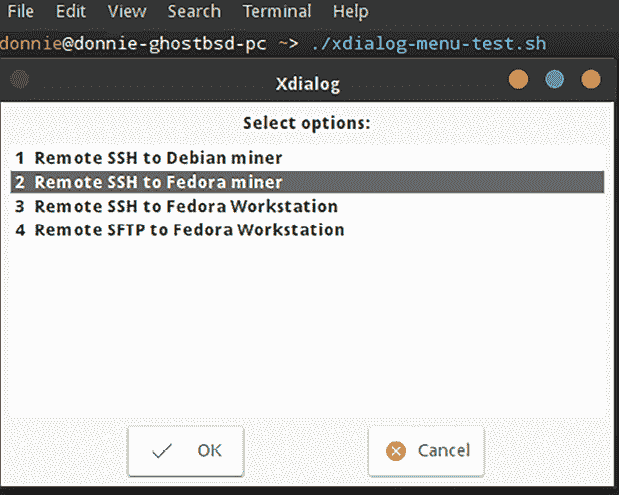 File Edit View Search Terminal Help
donnie@donnie-ghostbsd-pc ~> ./xdialog-menu-test.sh
Xdialog
Select options:
1 Remote SSH to Debian miner
2 Remote SSH to Fedora miner
3 Remote SSH to Fedora Workstation
4 Remote SFTP to Fedora Workstation
OK Cancel